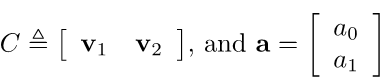 C ≜ [ v₁ v₂ ], and a = [ a₀
a₁ ]